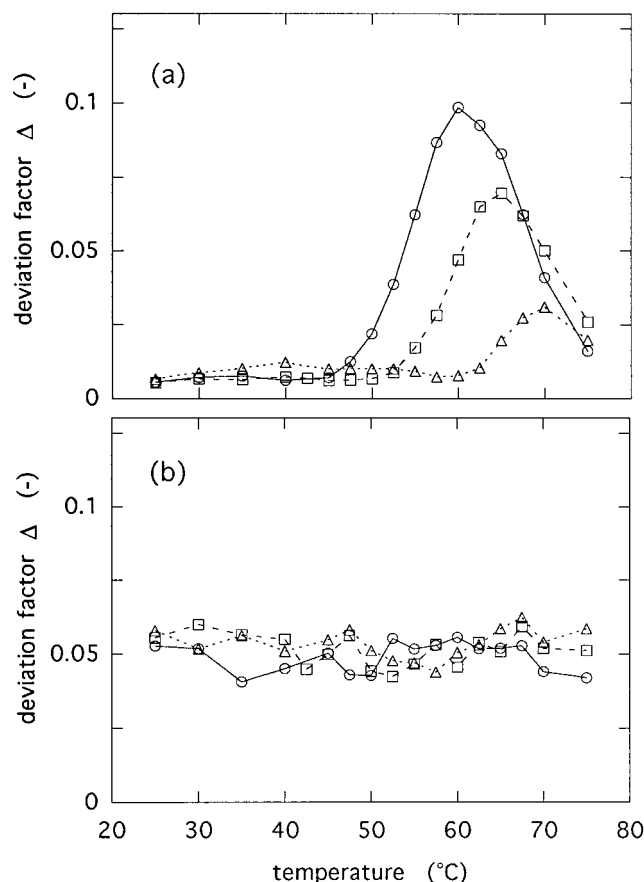 (a)
deviation factor Δ (-)
0.1
0.05
0
(b)
deviation factor Δ (-)
0.1
0.05
0
20 30 40 50 60 70 80
temperature (°C)